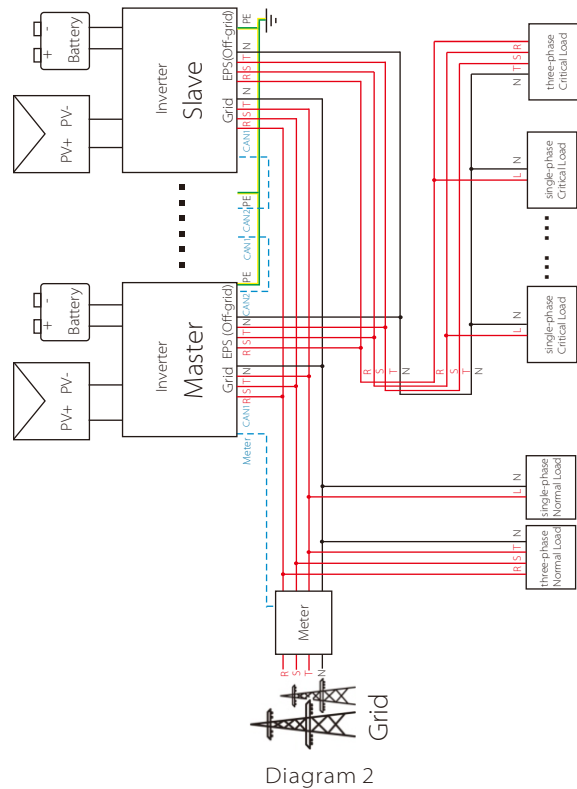 PV+ PV-
+ -
Battery
PV+ PV-
+ -
Battery
Inverter
Master
Inverter
Slave
Grid
EPS (Off-grid)
Meter CAN1 R S T N R S T N CAN2 PE
CAN1 CAN2 PE
Grid
EPS(Off-grid)
CAN1 R S T N R S T N PE
R
S
T
N
Meter
Grid
R R
S S
T T
N N
R S T N
three-phase
Normal Load
L N
single-phase
Normal Load
L N
single-phase
Critical Load
L N
single-phase
Critical Load
N T S R
three-phase
Critical Load
Diagram 2